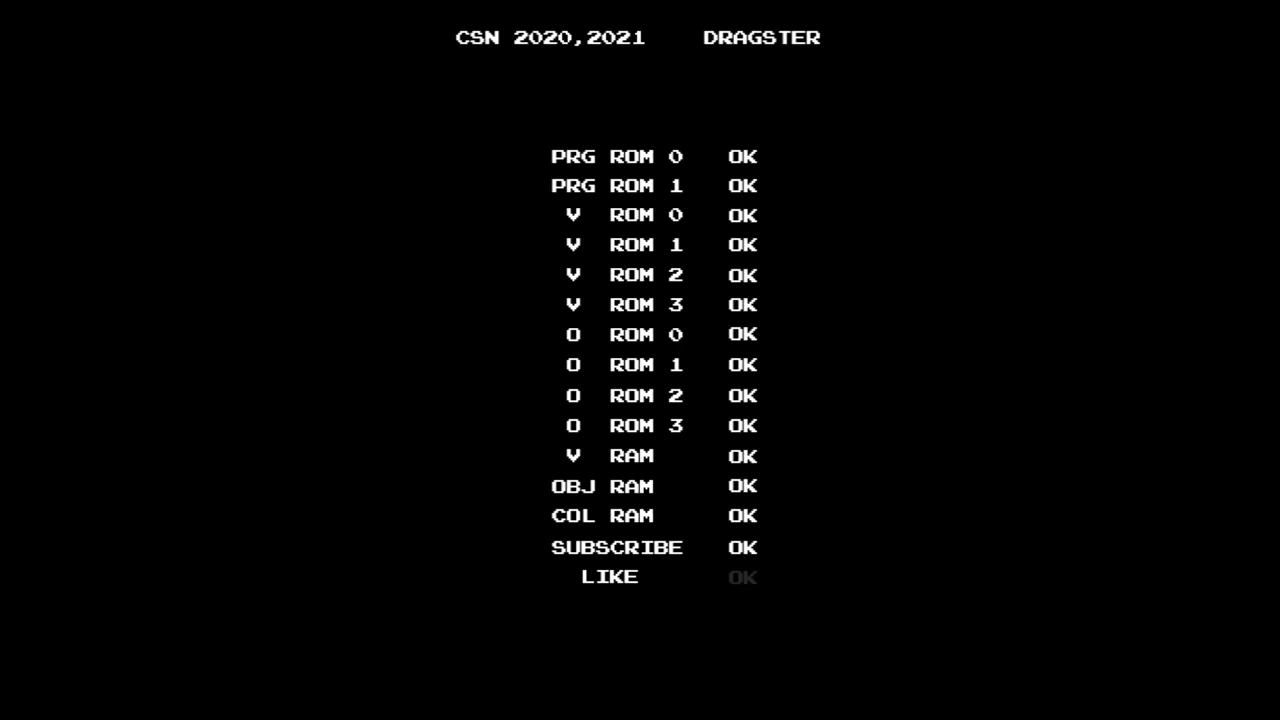 CSN 2020,2021 DRAGSTER
PRG ROM 0 OK
PRG ROM 1 OK
V ROM 0 OK
V ROM 1 OK
V ROM 2 OK
V ROM 3 OK
O ROM 0 OK
O ROM 1 OK
O ROM 2 OK
O ROM 3 OK
V RAM OK
OBJ RAM OK
COL RAM OK
SUBSCRIBE OK
LIKE OK